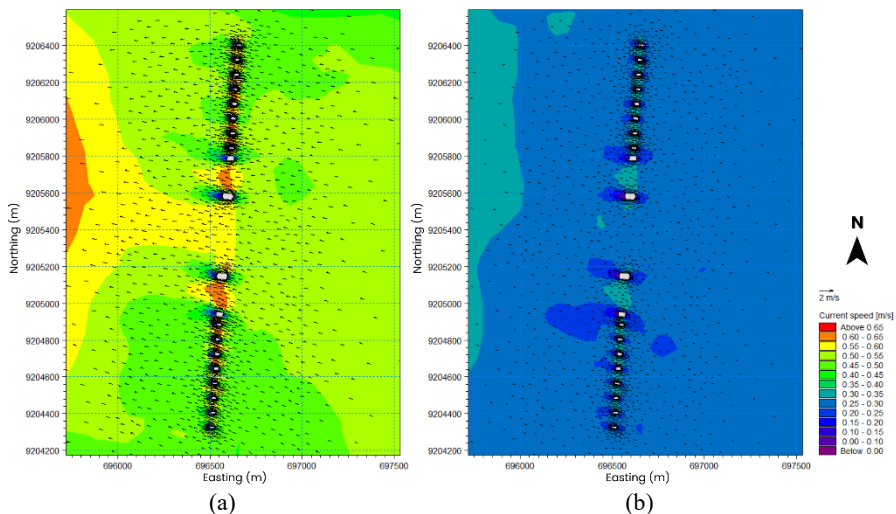 9206400
9206200
9206000
9205800
9205600
9205400
9205200
9205000
9204800
9204600
9204400
9204200
Northing (m)
696000
696500
697000
697500
Easting (m)
(a)
9206400
9206200
9206000
9205800
9205600
9205400
9205200
9205000
9204800
9204600
9204400
9204200
Northing (m)
696000
696500
697000
697500
Easting (m)
(b)
N
2 m/s
Current speed [m/s]
Above 0.65
0.60 - 0.65
0.55 - 0.60
0.50 - 0.55
0.45 - 0.50
0.40 - 0.45
0.35 - 0.40
0.30 - 0.35
0.25 - 0.30
0.20 - 0.25
0.15 - 0.20
0.10 - 0.15
0.00 - 0.10
Below 0.00